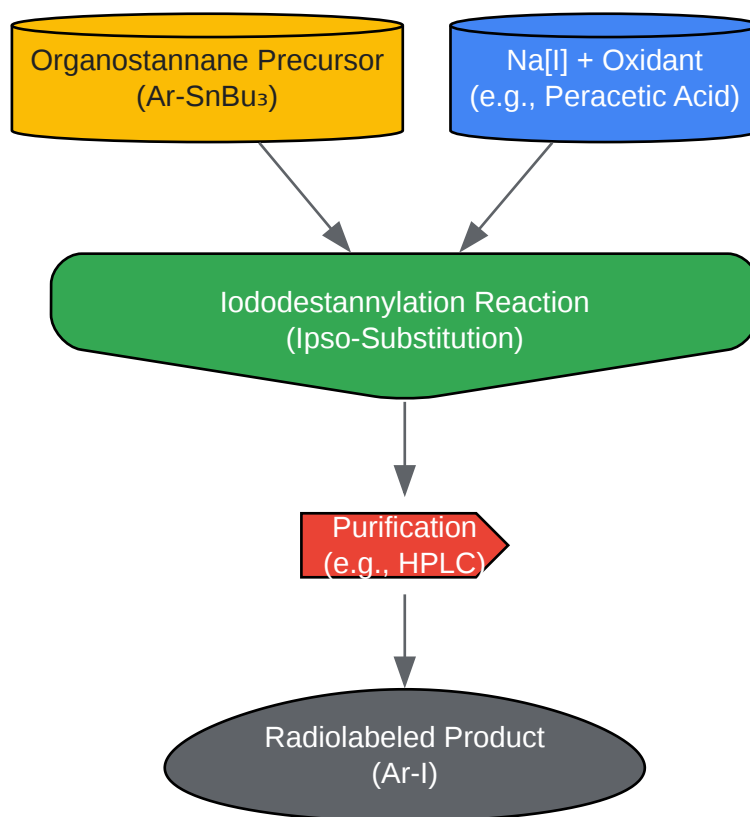 Organostannane Precursor
(Ar-SnBu₃)
Na[I] + Oxidant
(e.g., Peracetic Acid)
Iododestannylation Reaction
(Ipso-Substitution)
Purification
(e.g., HPLC)
Radiolabeled Product
(Ar-I)